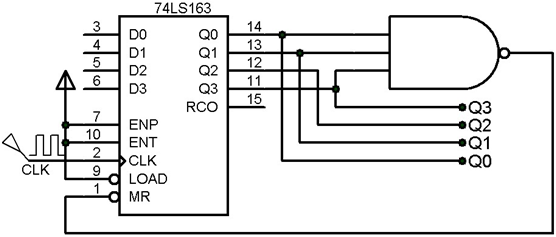 74LS163
3 D0 Q0 14
4 D1 Q1 13
5 D2 Q2 12
6 D3 Q3 11
RCO 15
7 ENP
10 ENT
2 CLK
9 LOAD
1 MR
CLK
Q3
Q2
Q1
Q0